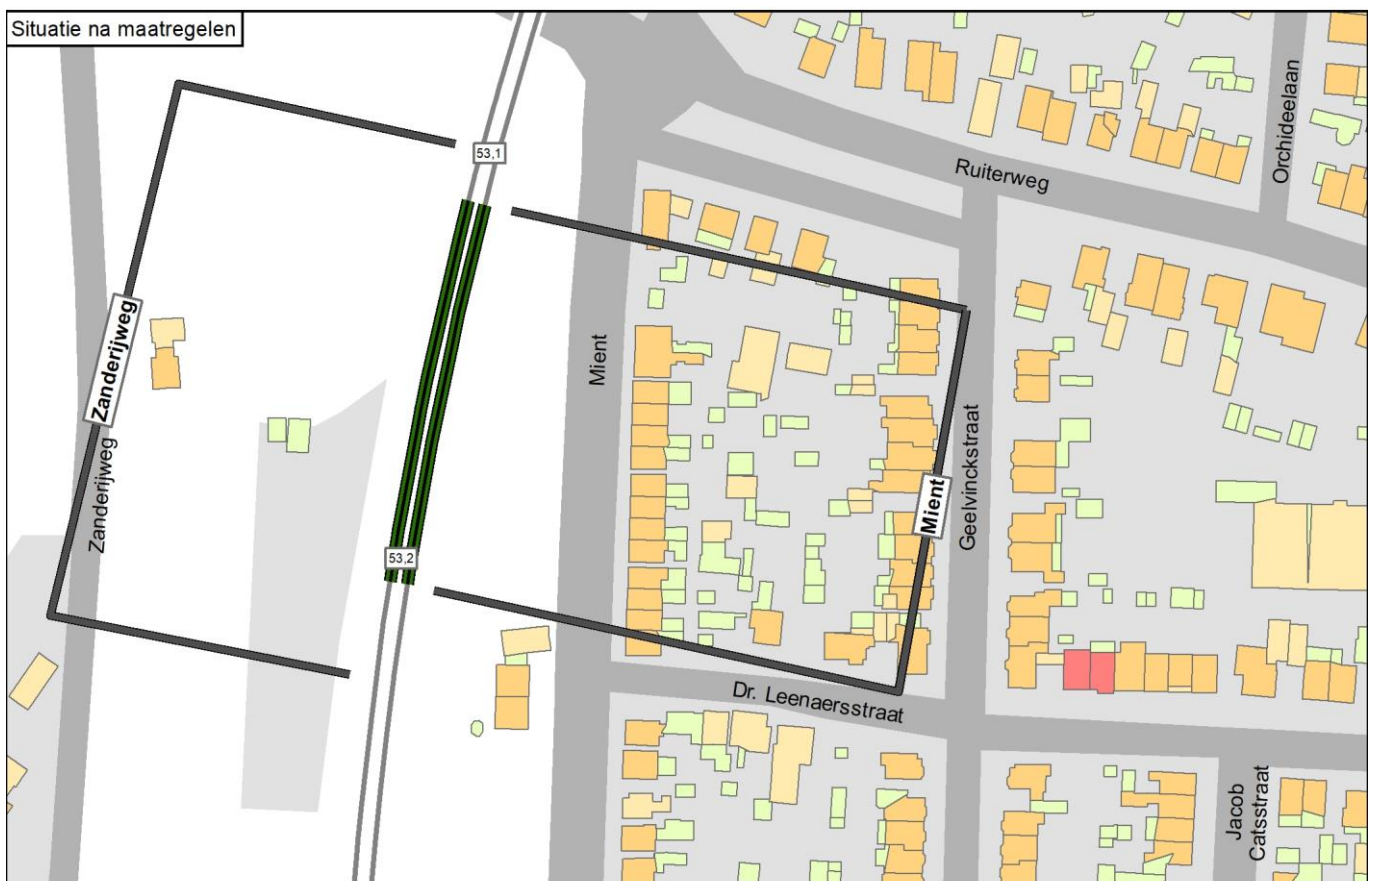 Situatie na maatregelen
Orchideelaan
53,1
Ruiterweg
Zanderijweg
Mient
Zanderijweg
Geelvinckstraat
Mient
53,2
Dr. Leenaersstraat
Jacob
Catsstraat